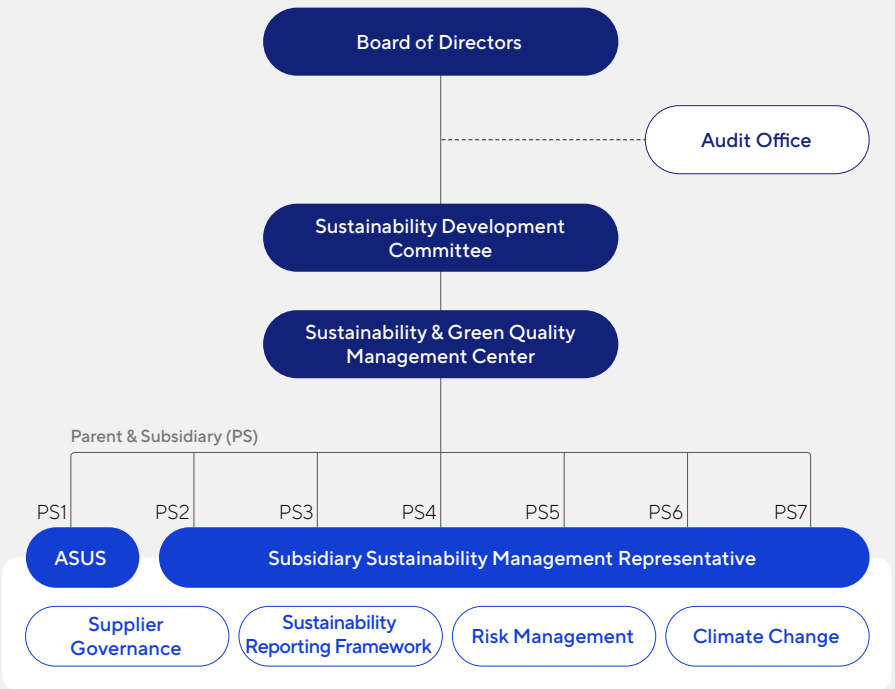 Board of Directors
Audit Office
Sustainability Development
Committee
Sustainability & Green Quality
Management Center
Parent & Subsidiary (PS)
PS1 PS2 PS3 PS4 PS5 PS6 PS7
ASUS Subsidiary Sustainability Management Representative
Supplier
Governance
Sustainability
Reporting Framework
Risk Management
Climate Change